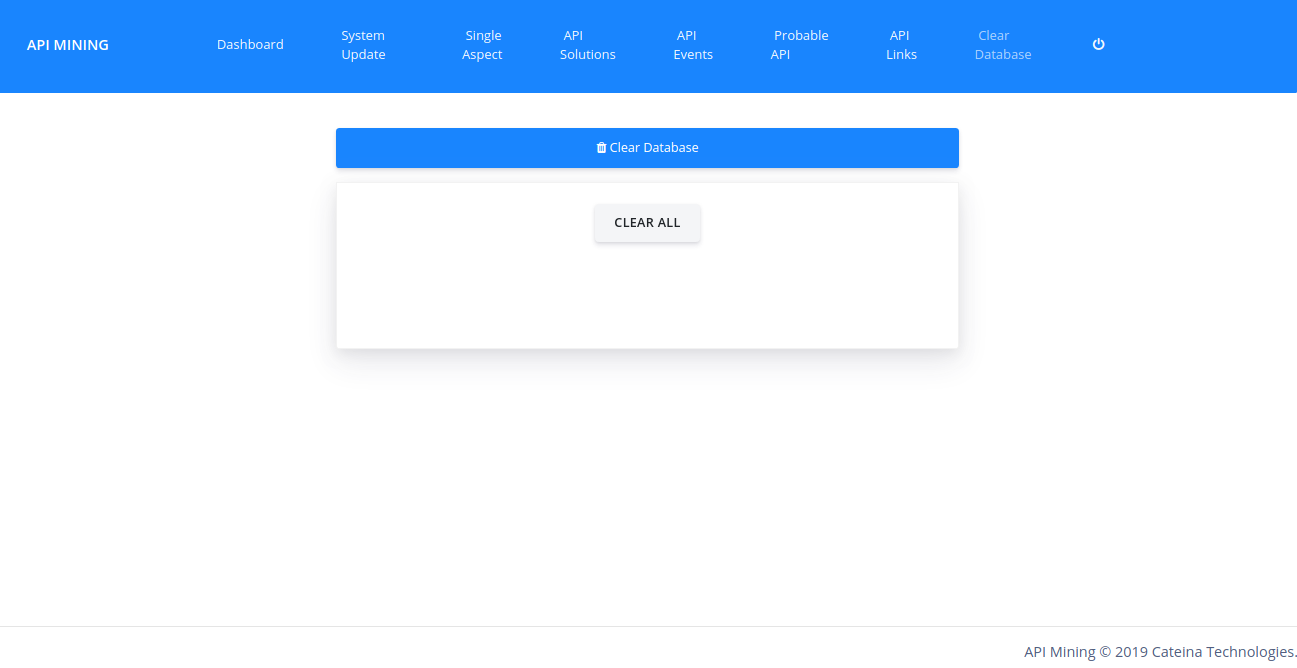 API MINING
Dashboard
System
Update
Single
Aspect
API
Solutions
API
Events
Probable
API
API
Links
Clear
Database
Clear Database
CLEAR ALL
API Mining © 2019 Cateina Technologies.